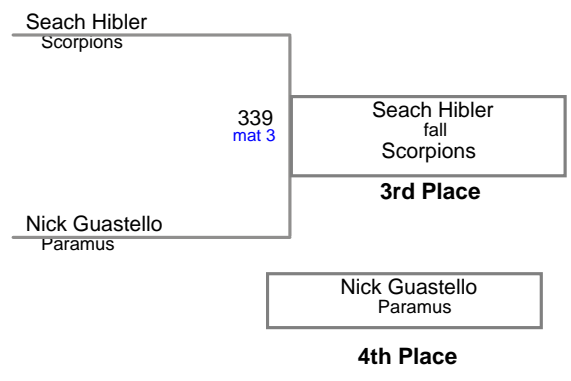 Seach Hibler
Scorpions
339
mat 3
Seach Hibler
fall
Scorpions
3rd Place
Nick Guastello
Paramus
Nick Guastello
Paramus
4th Place